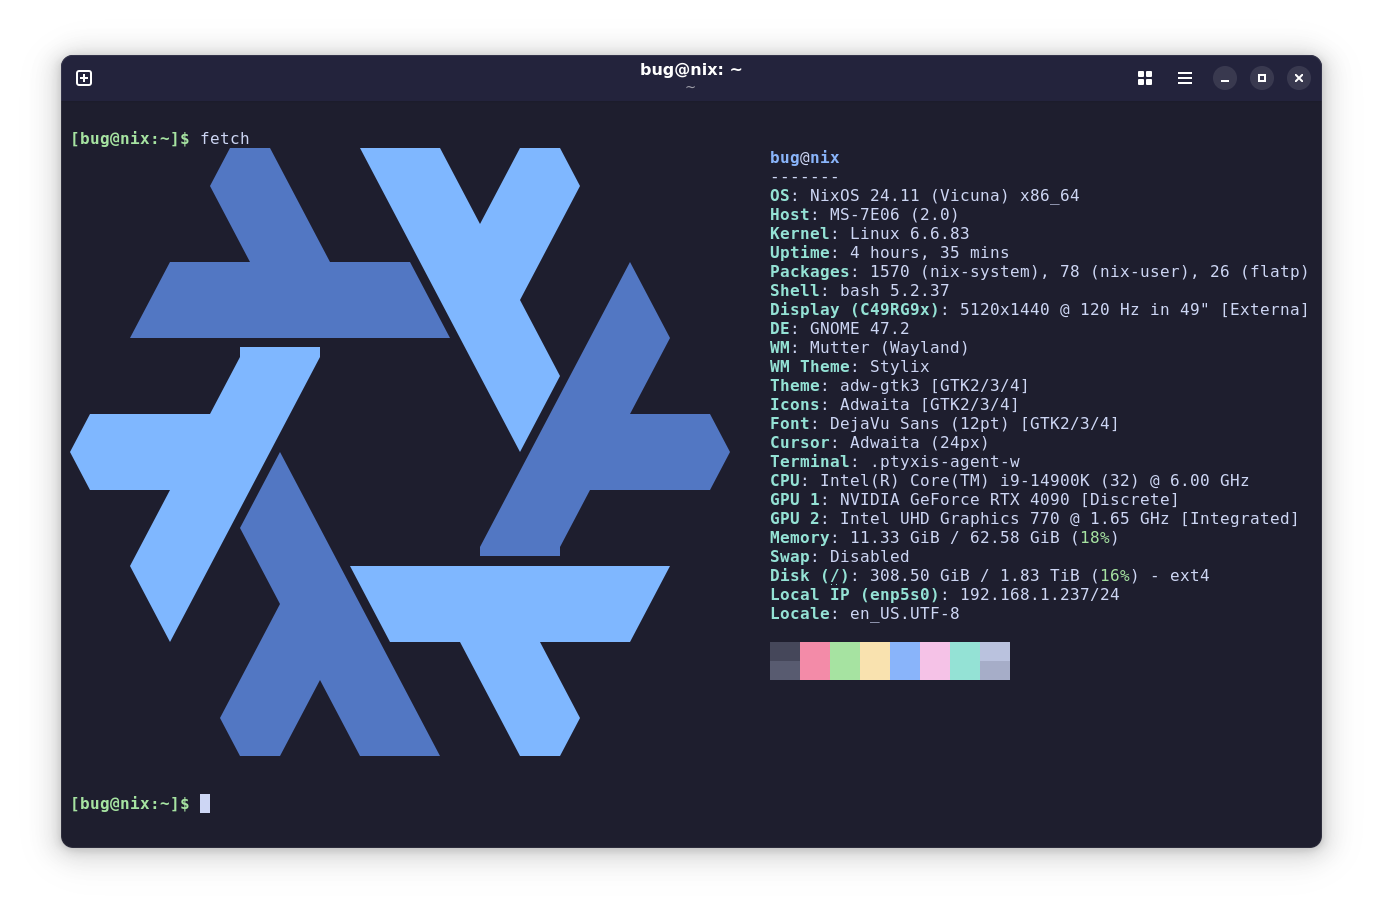 bug@nix: ~
~
[bug@nix:~]$ fetch
bug@nix
-------
OS: NixOS 24.11 (Vicuna) x86_64
Host: MS-7E06 (2.0)
Kernel: Linux 6.6.83
Uptime: 4 hours, 35 mins
Packages: 1570 (nix-system), 78 (nix-user), 26 (flatp)
Shell: bash 5.2.37
Display (C49RG9x): 5120x1440 @ 120 Hz in 49" [Externa]
DE: GNOME 47.2
WM: Mutter (Wayland)
WM Theme: Stylix
Theme: adw-gtk3 [GTK2/3/4]
Icons: Adwaita [GTK2/3/4]
Font: DejaVu Sans (12pt) [GTK2/3/4]
Cursor: Adwaita (24px)
Terminal: .ptyxis-agent-w
CPU: Intel(R) Core(TM) i9-14900K (32) @ 6.00 GHz
GPU 1: NVIDIA GeForce RTX 4090 [Discrete]
GPU 2: Intel UHD Graphics 770 @ 1.65 GHz [Integrated]
Memory: 11.33 GiB / 62.58 GiB (18%)
Swap: Disabled
Disk (/): 308.50 GiB / 1.83 TiB (16%) - ext4
Local IP (enp5s0): 192.168.1.237/24
Locale: en_US.UTF-8
[bug@nix:~]$